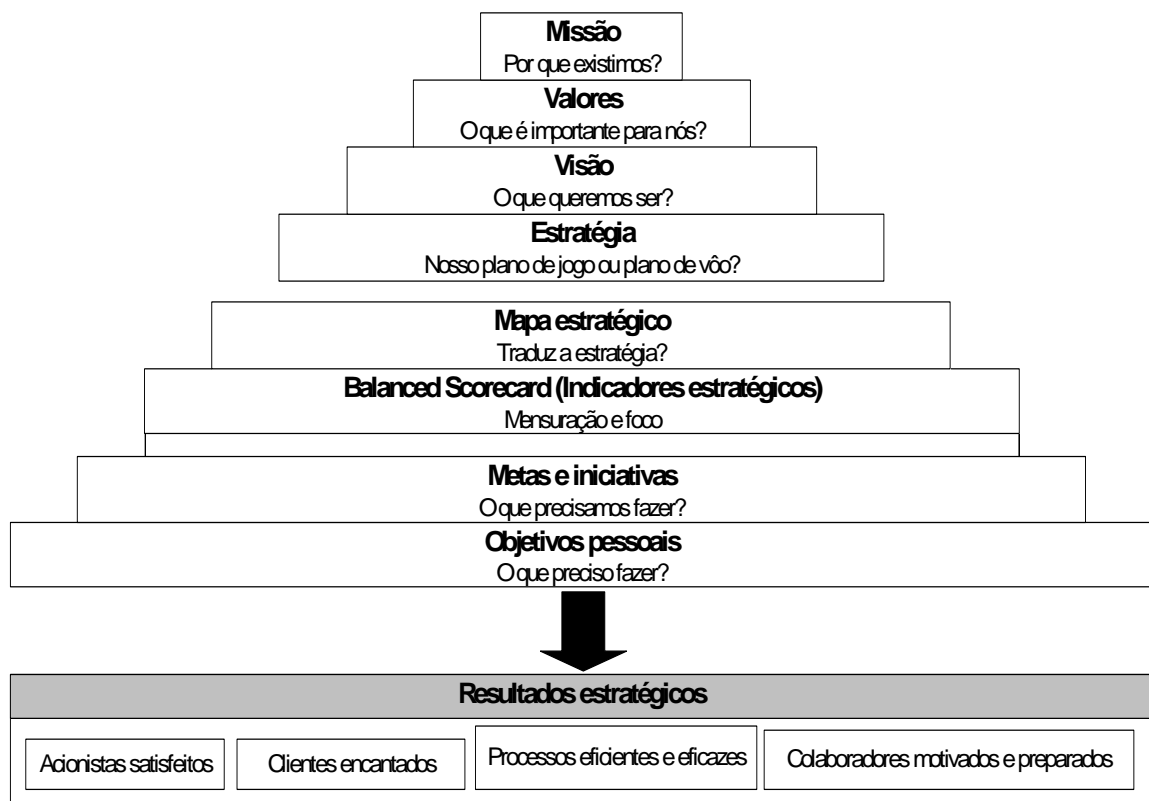 Missão
Por que existimos?
Valores
O que é importante para nós?
Visão
O que queremos ser?
Estratégia
Nosso plano de jogo ou plano de vôo?
Mapa estratégico
Traduz a estratégia?
Balanced Scorecard (Indicadores estratégicos)
Mensuração e foco
Metas e iniciativas
O que precisamos fazer?
Objetivos pessoais
O que preciso fazer?
Resultados estratégicos
Acionistas satisfeitos
Clientes encantados
Processos eficientes e eficazes
Colaboradores motivados e preparados